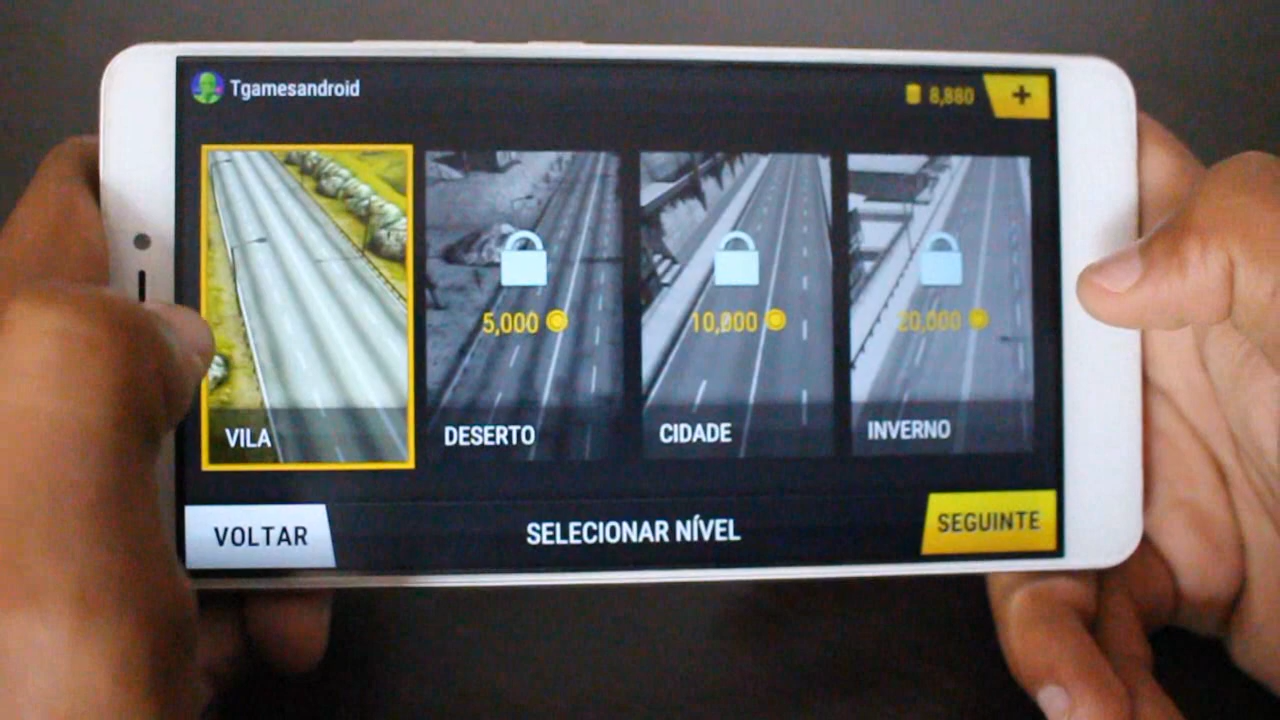 Tgamesandroid
8,880 +
5,000
10,000
20,000
VILA
DESERTO
CIDADE
INVERNO
VOLTAR
SELECIONAR NÍVEL
SEGUINTE